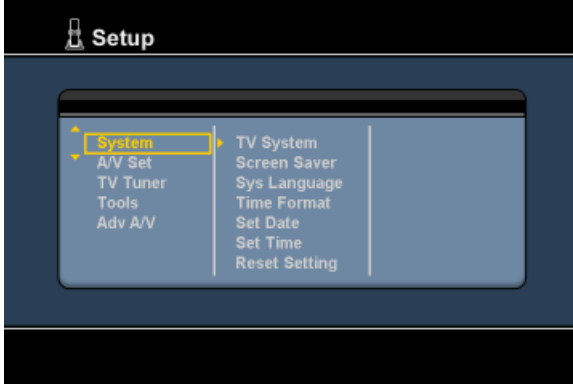 Setup
System
A/V Set
TV Tuner
Tools
Adv A/V
TV System
Screen Saver
Sys Language
Time Format
Set Date
Set Time
Reset Setting